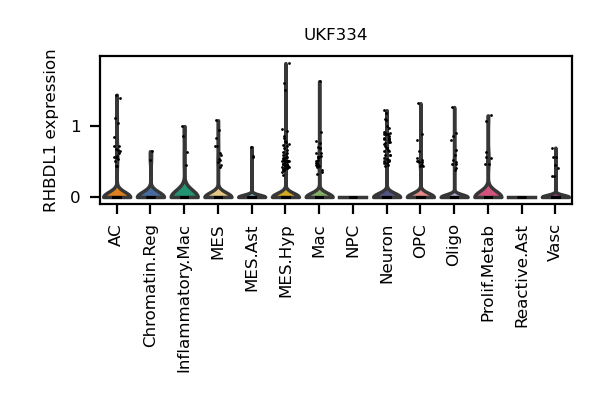 UKF334
RHBDL1 expression
1
0
AC
Chromatin.Reg
Inflammatory.Mac
MES
MES.Ast
MES.Hyp
Mac
NPC
Neuron
OPC
Oligo
Prolif.Metab
Reactive.Ast
Vasc